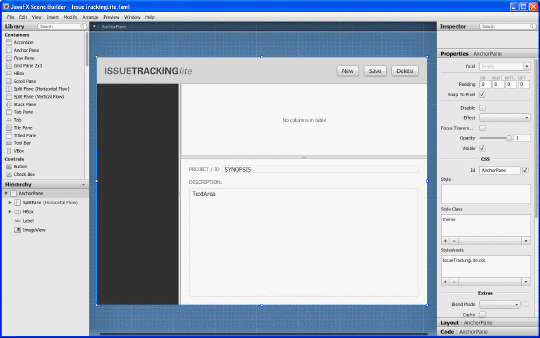 JavaFX Scene Builder - IssueTrackingLite.fxml
File Edit View Insert Modify Arrange Preview Window Help
Library
Search
Containers
Accordion
Anchor Pane
Flow Pane
Grid Pane 2x3
HBox
Scroll Pane
Split Pane (Horizontal Flow)
Split Pane (Vertical Flow)
Stack Pane
Tab Pane
Tab
Tile Pane
Titled Pane
Tool Bar
VBox
Controls
Button
Check Box
Hierarchy
Search
AnchorPane
SplitPane (Horizontal Flow)
HBox
Label
ImageView
AnchorPane
ISSUETRACKINGlite
New Save Delete
No columns in table
PROJECT / ID: SYNOPSIS
DESCRIPTION:
TextArea
Inspector
Search
Properties : AnchorPane
Padding 0 0 0 0
Snap To Pixel
Disable
Effect
Focus Travers...
Opacity 1
Visible
CSS
Id AnchorPane
Style
Style Class
theme
+ -
Stylesheets
IssueTrackingLite.css
+ -
Extras
Blend Mode
Cache
Layout : AnchorPane
Code : AnchorPane